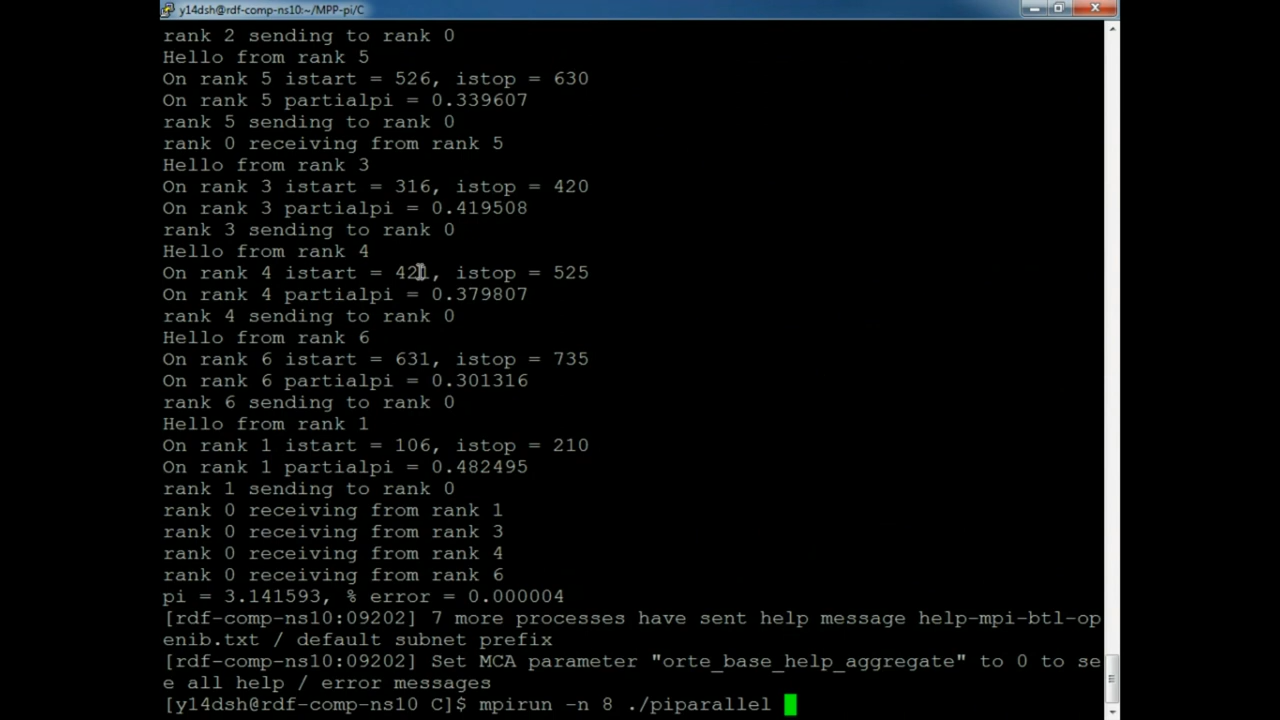 y14dsh@rdf-comp-ns10:~/MPP-pi/C
rank 2 sending to rank 0
Hello from rank 5
On rank 5 istart = 526, istop = 630
On rank 5 partialpi = 0.339607
rank 5 sending to rank 0
rank 0 receiving from rank 5
Hello from rank 3
On rank 3 istart = 316, istop = 420
On rank 3 partialpi = 0.419508
rank 3 sending to rank 0
Hello from rank 4
On rank 4 istart = 421, istop = 525
On rank 4 partialpi = 0.379807
rank 4 sending to rank 0
Hello from rank 6
On rank 6 istart = 631, istop = 735
On rank 6 partialpi = 0.301316
rank 6 sending to rank 0
Hello from rank 1
On rank 1 istart = 106, istop = 210
On rank 1 partialpi = 0.482495
rank 1 sending to rank 0
rank 0 receiving from rank 1
rank 0 receiving from rank 3
rank 0 receiving from rank 4
rank 0 receiving from rank 6
pi = 3.141593, % error = 0.000004
[rdf-comp-ns10:09202] 7 more processes have sent help message help-mpi-btl-op
enib.txt / default subnet prefix
[rdf-comp-ns10:09202] Set MCA parameter "orte_base_help_aggregate" to 0 to se
e all help / error messages
[y14dsh@rdf-comp-ns10 C]$ mpirun -n 8 ./piparallel